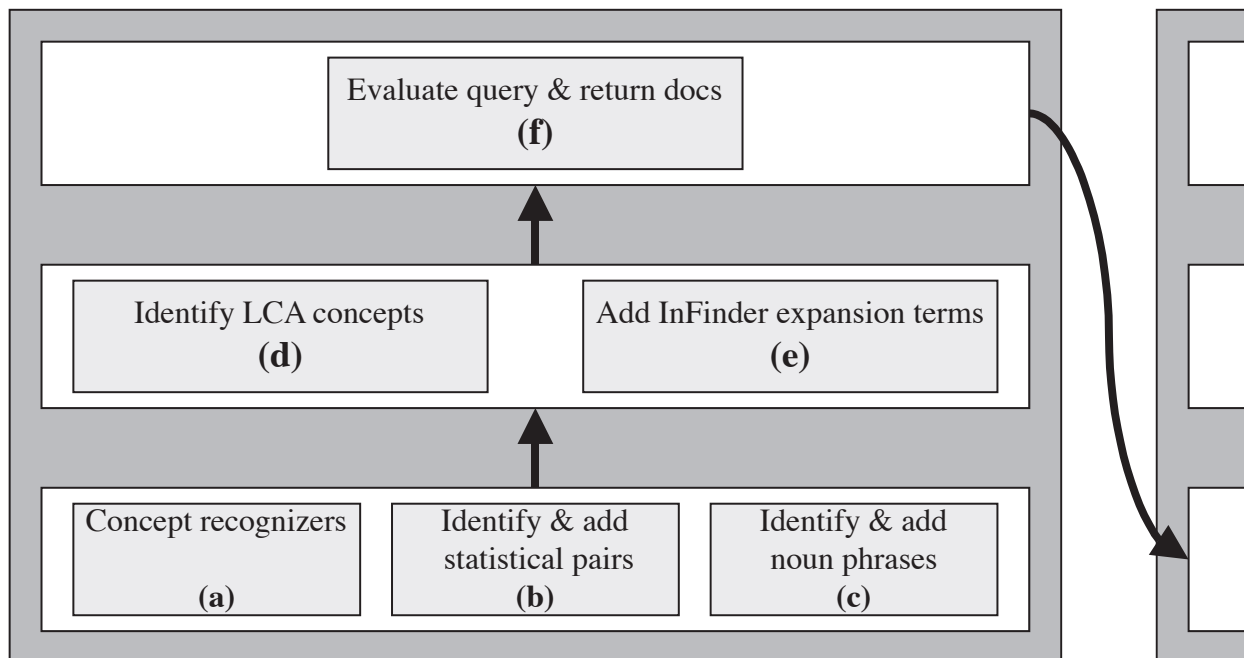 Evaluate query & return docs
(f)
Identify LCA concepts
(d)
Add InFinder expansion terms
(e)
Concept recognizers
(a)
Identify & add
statistical pairs
(b)
Identify & add
noun phrases
(c)